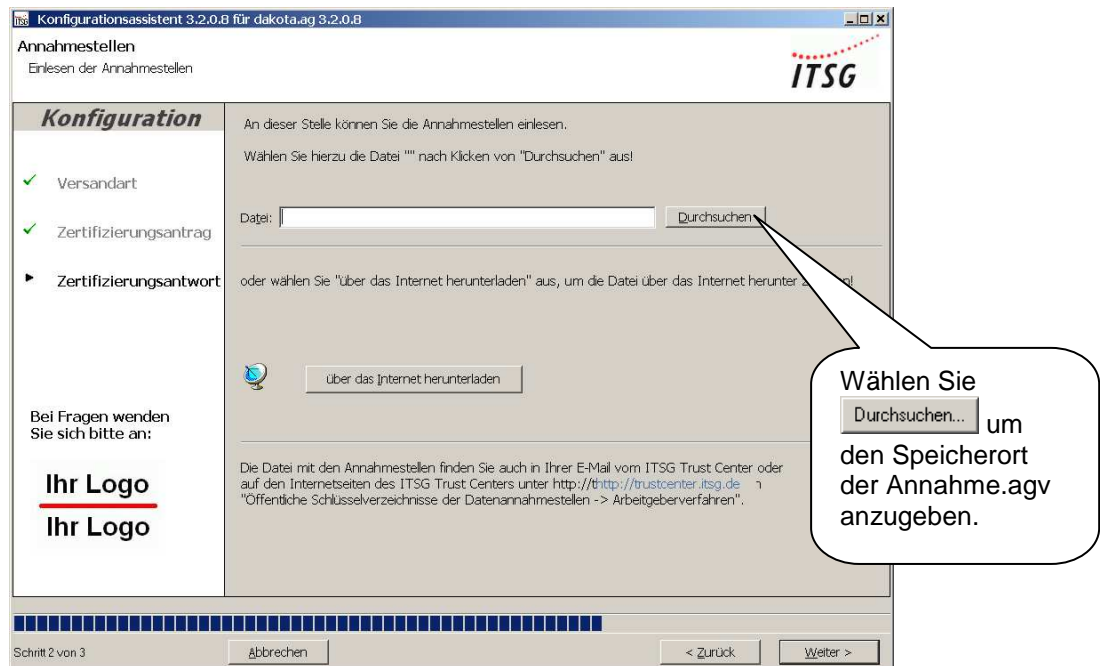 Konfigurationsassistent 3.2.0.8 für dakota.ag 3.2.0.8
Annahmestellen
Einlesen der Annahmestellen
ITSG
Konfiguration
Versandart
Zertifizierungsantrag
Zertifizierungsantwort
Bei Fragen wenden
Sie sich bitte an:
Ihr Logo
Ihr Logo
An dieser Stelle können Sie die Annahmestellen einlesen.
Wählen Sie hierzu die Datei "" nach Klicken von "Durchsuchen" aus!
Datei:
Durchsuchen
oder wählen Sie "über das Internet herunterladen" aus, um die Datei über das Internet herunter
über das Internet herunterladen
Die Datei mit den Annahmestellen finden Sie auch in Ihrer E-Mail vom ITSG Trust Center oder
auf den Internetseiten des ITSG Trust Centers unter http://thttp://trustcenter.itsg.de
"Öffentliche Schlüsselverzeichnisse der Datenannahmestellen -> Arbeitgeberverfahren".
Wählen Sie
Durchsuchen... um
den Speicherort
der Annahme.agv
anzugeben.
Schritt 2 von 3
Abbrechen
< Zurück
Weiter >